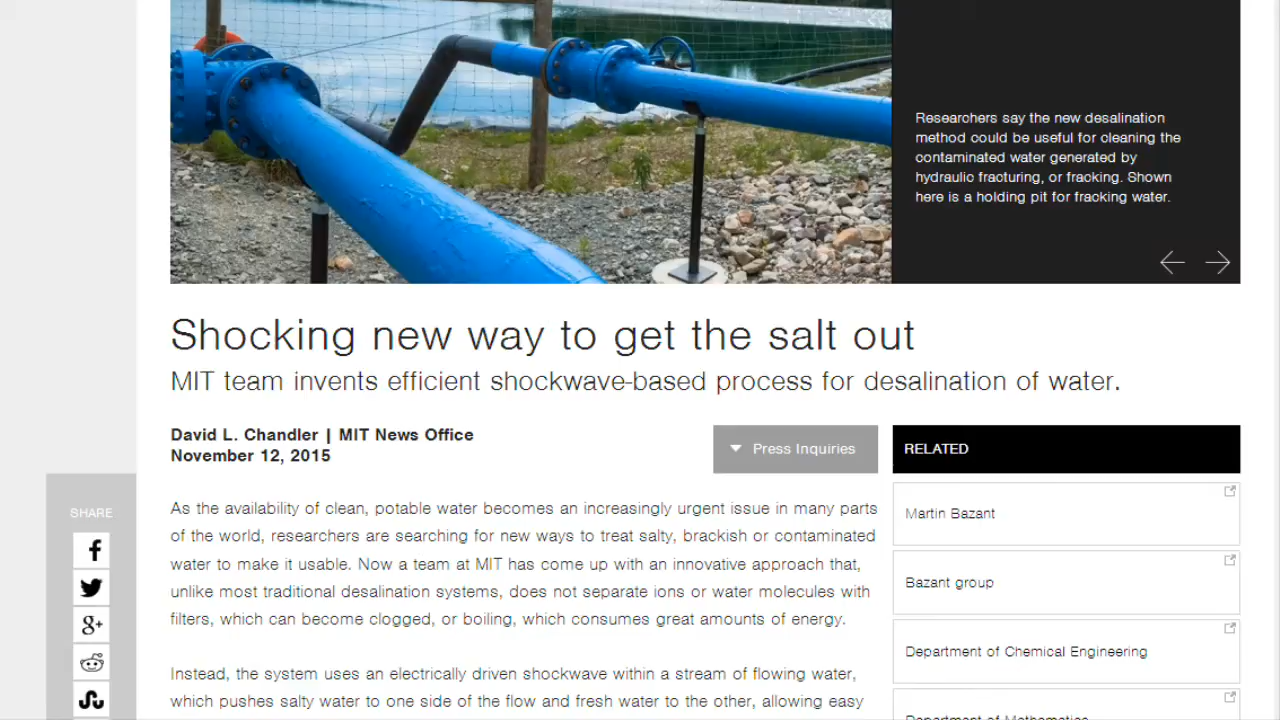 Researchers say the new desalination
method could be useful for cleaning the
contaminated water generated by
hydraulic fracturing, or fracking. Shown
here is a holding pit for fracking water.
Shocking new way to get the salt out
MIT team invents efficient shockwave-based process for desalination of water.
David L. Chandler | MIT News Office
November 12, 2015
Press Inquiries
As the availability of clean, potable water becomes an increasingly urgent issue in many parts
of the world, researchers are searching for new ways to treat salty, brackish or contaminated
water to make it usable. Now a team at MIT has come up with an innovative approach that,
unlike most traditional desalination systems, does not separate ions or water molecules with
filters, which can become clogged, or boiling, which consumes great amounts of energy.
Instead, the system uses an electrically driven shockwave within a stream of flowing water,
which pushes salty water to one side of the flow and fresh water to the other, allowing easy
RELATED
Martin Bazant
Bazant group
Department of Chemical Engineering
Department of Mathematics
SHARE